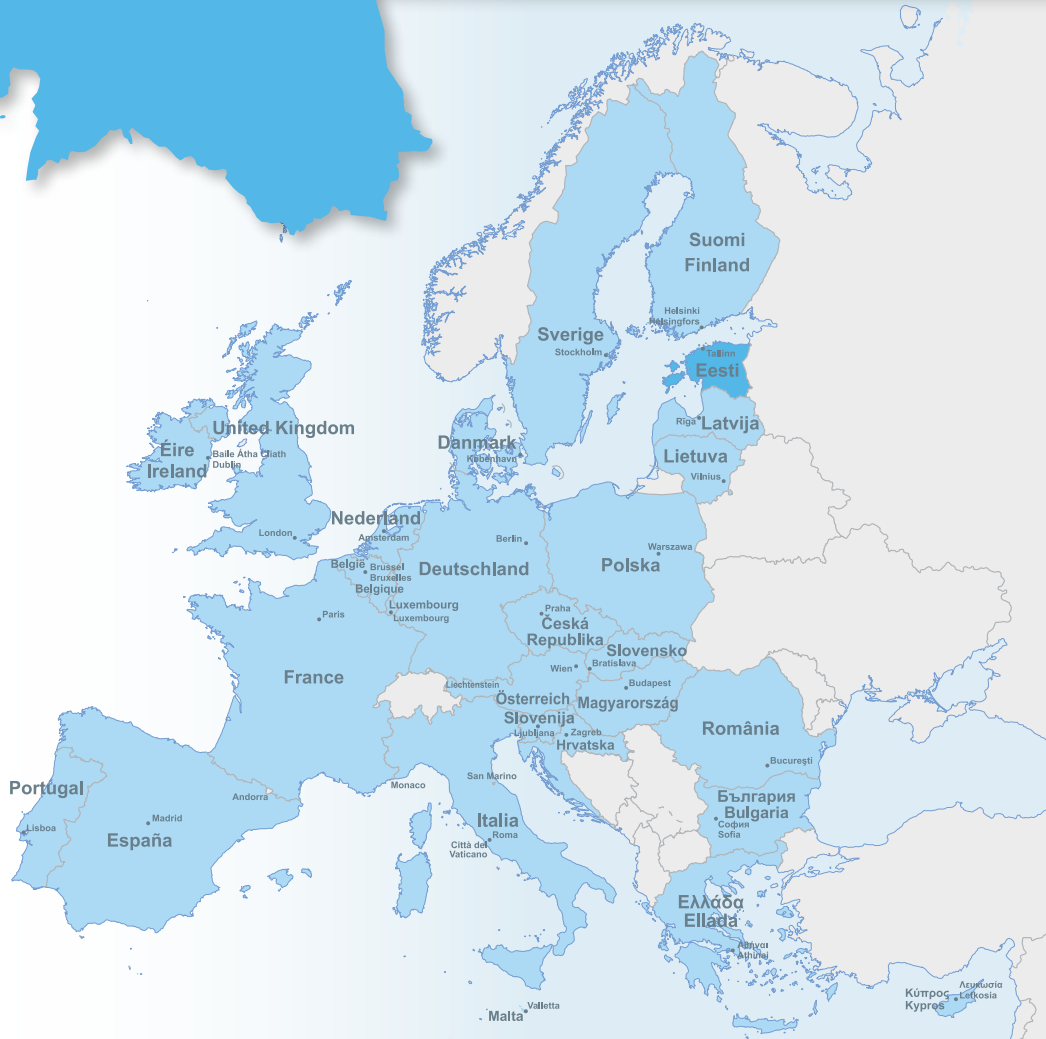 Suomi
Finland
Helsinki
Helsingfors
Sverige
Stockholm
Tallinn
Eesti
Rīga
Latvija
Lietuva
Vilnius
United Kingdom
Éire
Ireland
Baile Átha Cliath
Dublin
London
Danmark
København
Nederland
Amsterdam
België
Brussel
Bruxelles
Belgique
Luxembourg
Luxembourg
Berlin
Deutschland
Warszawa
Polska
Praha
Česká
Republika
Slovensko
Bratislava
Wien
Österreich
Liechtenstein
Budapest
Magyarország
Paris
France
Slovenija
Ljubljana
Zagreb
Hrvatska
România
București
България
Bulgaria
София
Sofia
Portugal
Lisboa
Madrid
España
Andorra
Monaco
San Marino
Italia
Roma
Città del
Vaticano
Ελλάδα
Ellada
Αθήναι
Athinai
Malta
Valletta
Κύπρος
Kypros
Λευκωσία
Lefkosia